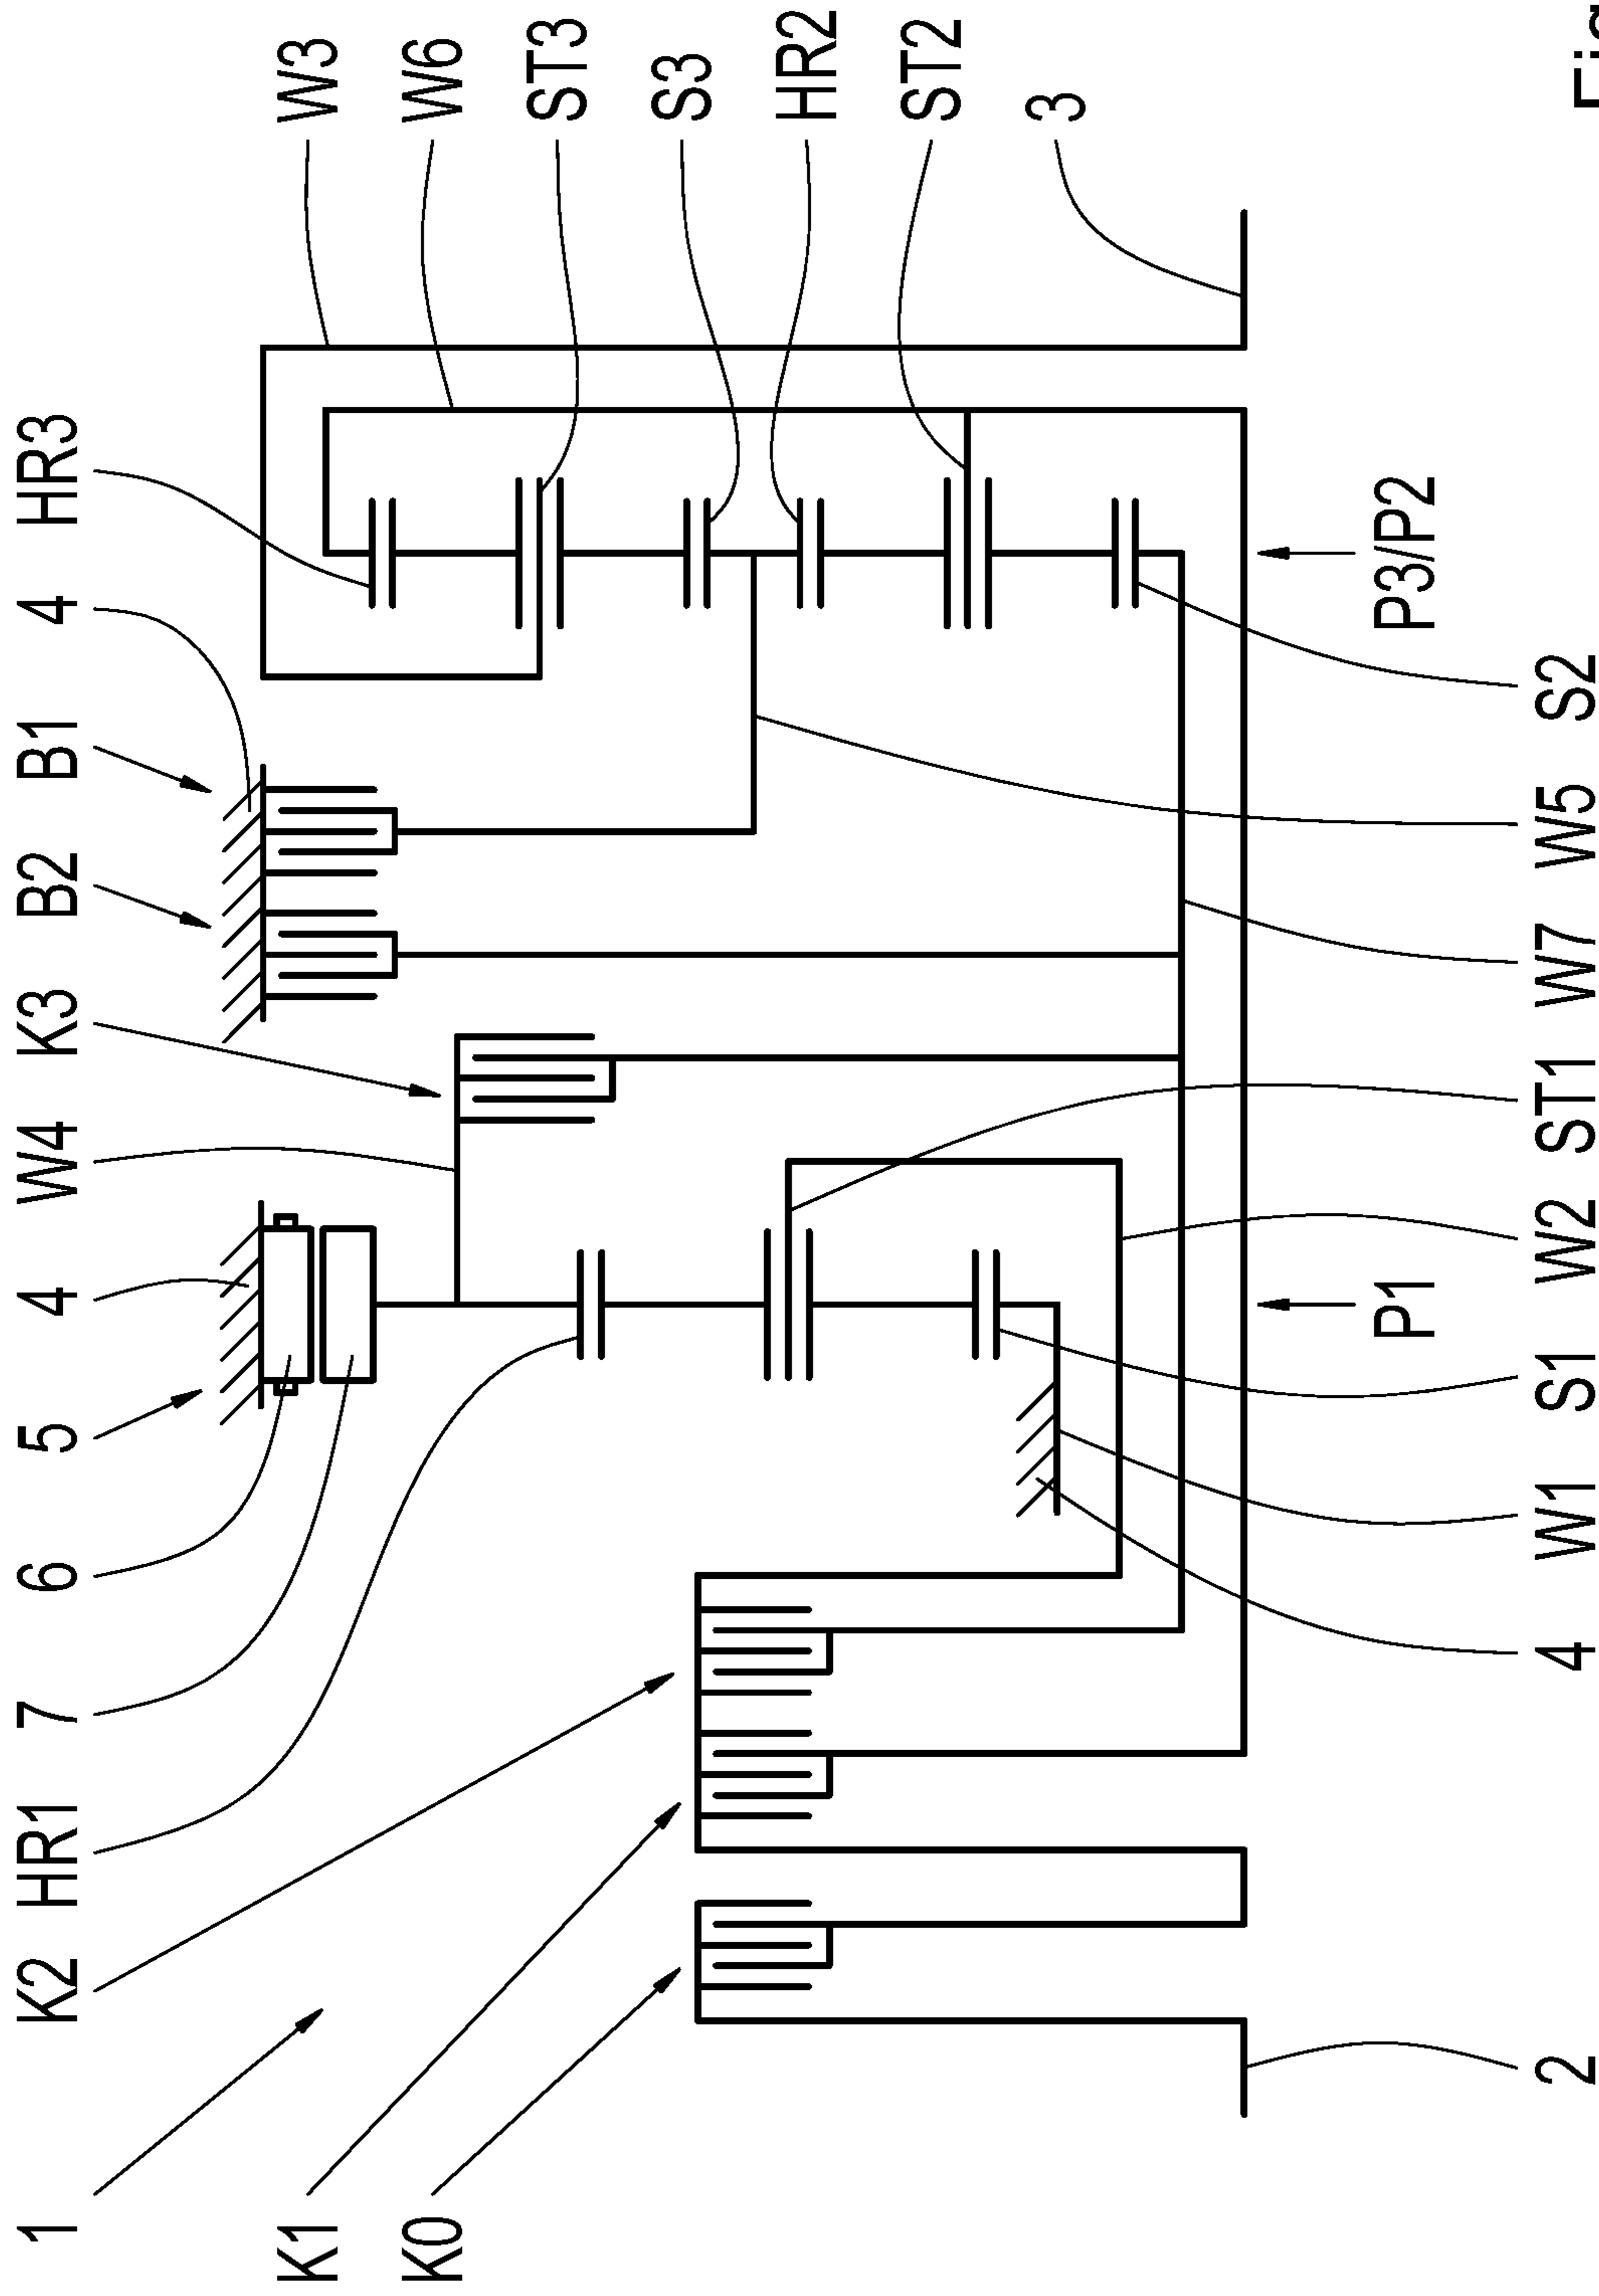 1 K2 HR1 7 6 5 4 W4 K3 B2 B1 4 HR3
K1 W3
K0 W6
ST3
S3
HR2
ST2
3
P1 P3/P2
2 4 W1 S1 W2 ST1 W7 W5 S2
Fig